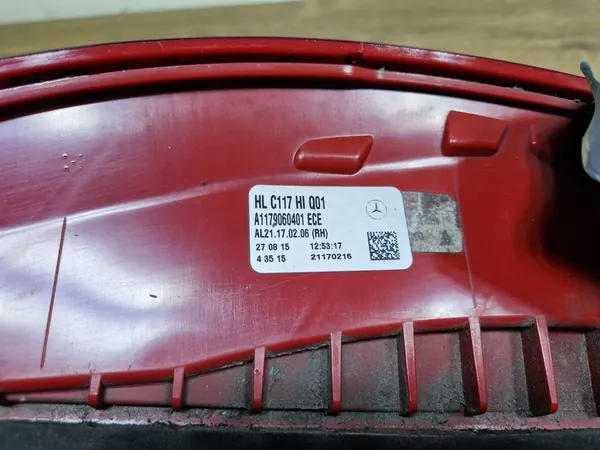 HL C117 HI Q01
A1179060401 ECE
AL21.17.02.06 (RH)
27 08 15 12:53:17
4 35 15 21170216